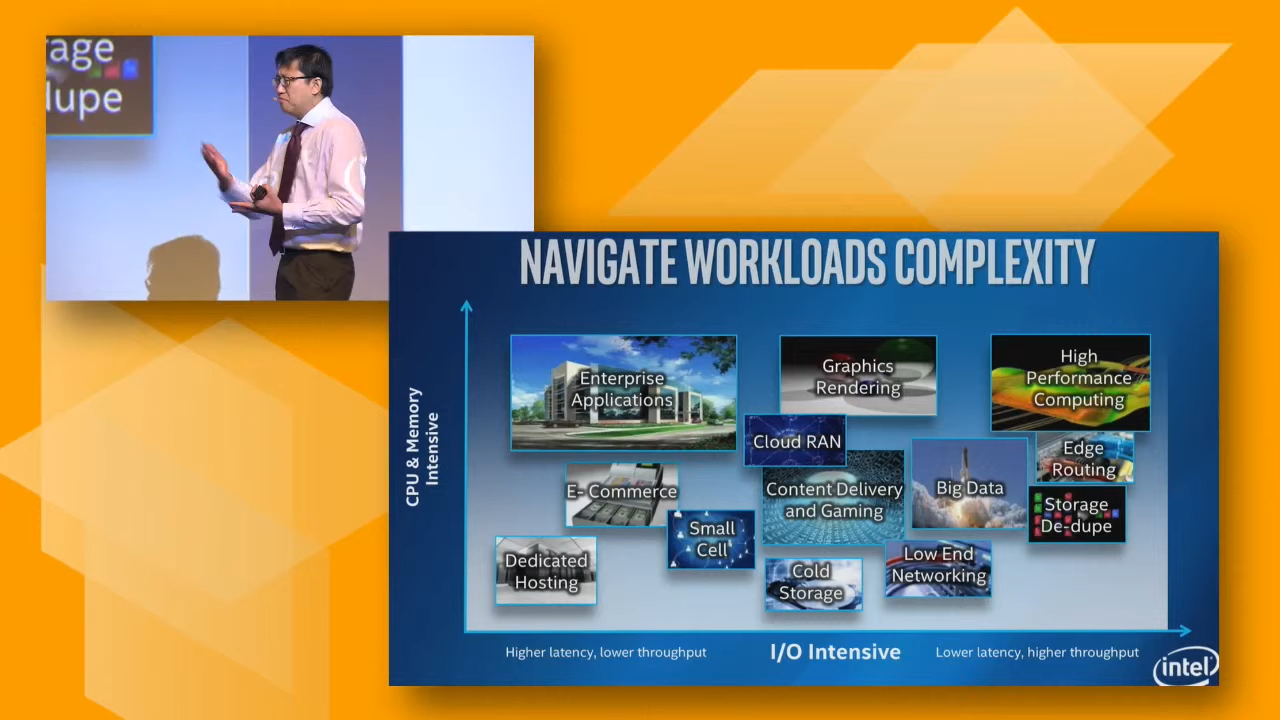 rage
dupe
NAVIGATE WORKLOADS COMPLEXITY
CPU & Memory
Intensive
Enterprise
Applications
Graphics
Rendering
High
Performance
Computing
Cloud RAN
Edge
Routing
E- Commerce
Content Delivery
and Gaming
Big Data
Storage
De-dupe
Small
Cell
Dedicated
Hosting
Cold
Storage
Low End
Networking
Higher latency, lower throughput
I/O Intensive
Lower latency, higher throughput
intel